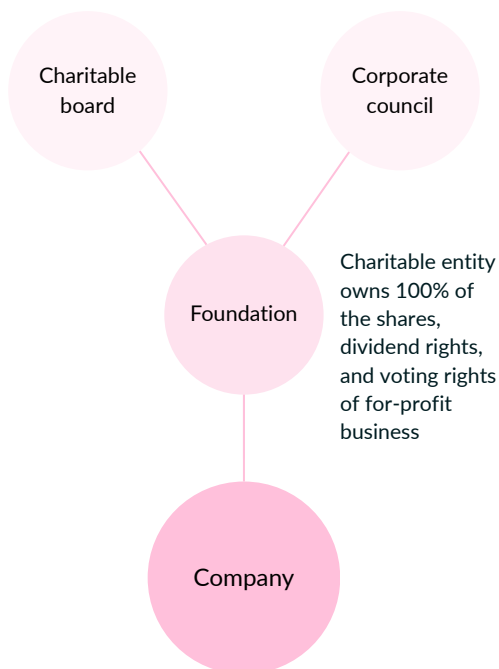 Charitable
board
Corporate
council
Foundation
Charitable entity
owns 100% of
the shares,
dividend rights,
and voting rights
of for-profit
business
Company